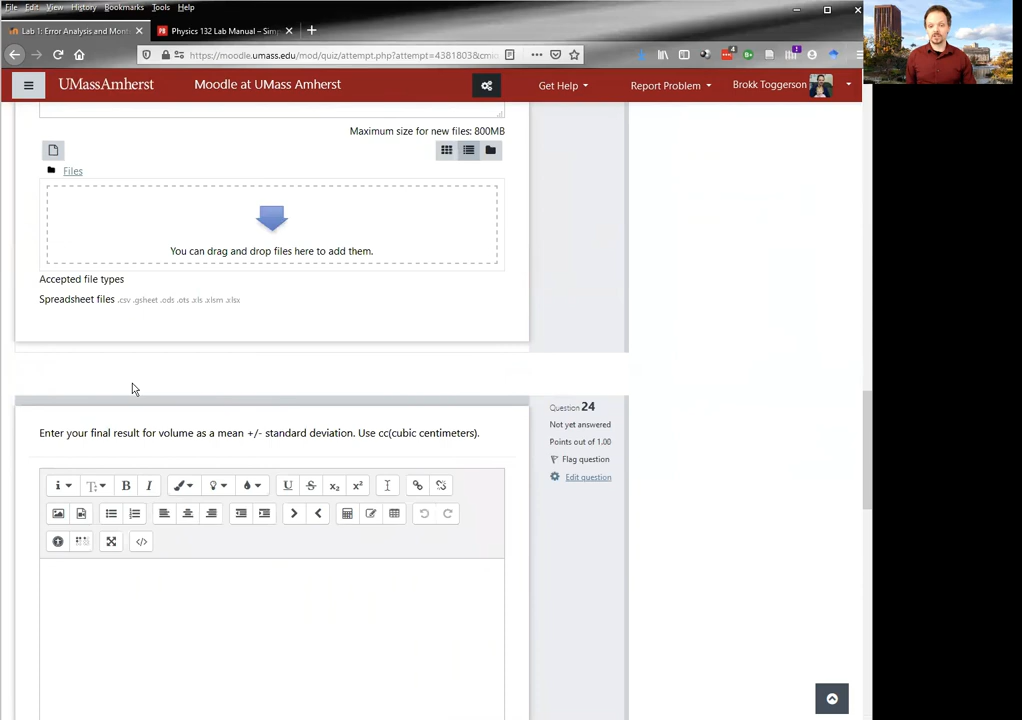 File Edit View History Bookmarks Tools Help
Lab 1: Error Analysis and Mont
Physics 132 Lab Manual – Sim
https://moodle.umass.edu/mod/quiz/attempt.php?attempt=4381803&cmi
4
1
UMassAmherst
Moodle at UMass Amherst
Get Help
Report Problem
Brokk Toggerson
Maximum size for new files: 800MB
Files
You can drag and drop files here to add them.
Accepted file types
Spreadsheet files .csv .gsheet .ods .ots .xls .xlsm .xlsx
Question 24
Not yet answered
Points out of 1.00
Flag question
Edit question
Enter your final result for volume as a mean +/- standard deviation. Use cc(cubic centimeters).